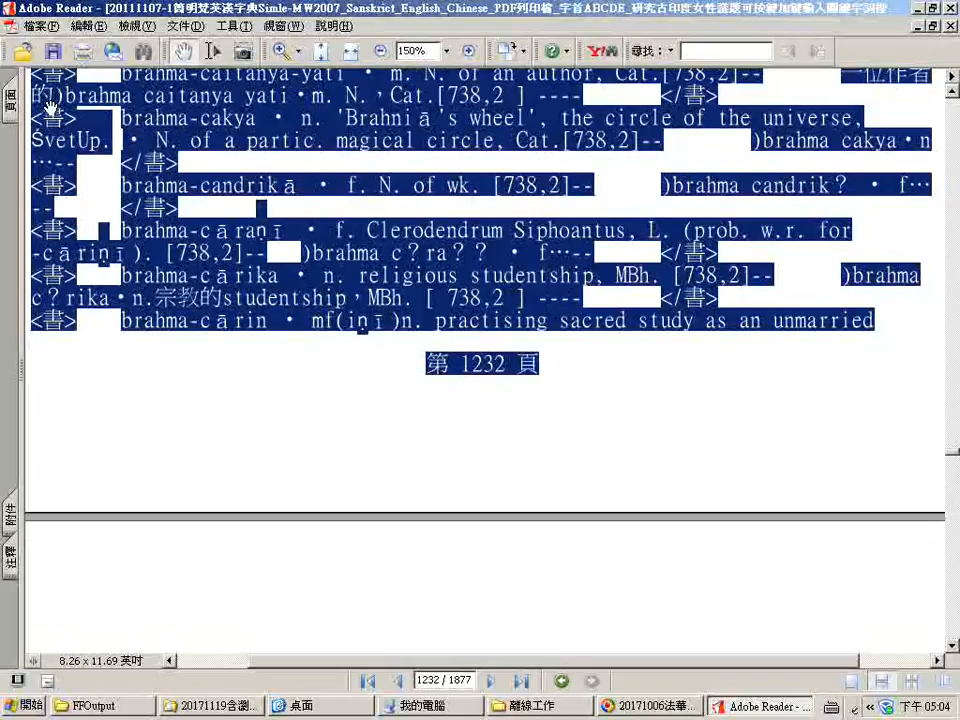 Adobe Reader - [20111107-1簡明梵英漢字典Simle-MW2007_Sanskrict_English_Chinese_PDF列印檔_字首ABCDE_研究古印度女性議題可按鍵加鍵輸入關鍵字詞
檔案(F) 編輯(E) 檢視(V) 文件(D) 工具(T) 視窗(W) 說明(H)
150% Y! 尋找：
頁面
<書> brahma-caitanya-yati • m. N. of an author, Cat.[738,2]-- 一位作者
的)brahma caitanya yati•m. N.，Cat.[738,2 ] ---- </書>
<書> brahma-cakya • n. 'Brahniā's wheel', the circle of the universe,
ŚvetUp. • N. of a partic. magical circle, Cat.[738,2]-- )brahma cakya•n
…-- </書>
<書> brahma-candrikā • f. N. of wk. [738,2]-- )brahma candrik? • f…
-- </書>
<書> brahma-cāraṇī • f. Clerodendrum Siphoantus, L. (prob. w.r. for
-cāriṇī). [738,2]-- )brahma c?ra?? • f…-- </書>
<書> brahma-cārika • n. religious studentship, MBh. [738,2]-- )brahma
c?rika•n.宗教的studentship，MBh. [ 738,2 ] ---- </書>
<書> brahma-cārin • mf(iṇī)n. practising sacred study as an unmarried
第 1232 頁
附件
注釋
8.26 x 11.69 英吋
1232 / 1877
開始 FFOutput 20171119含瀏... 桌面 我的電腦 離線工作 20171006法華... Adobe Reader - ... 下午 05:04